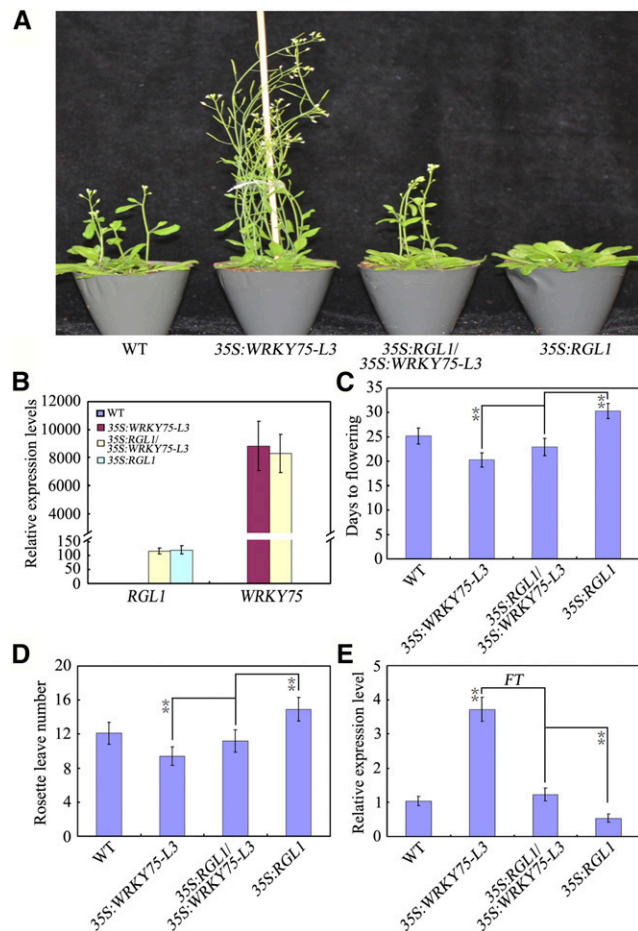 A
WT
35S:WRKY75-L3
35S:RGL1/
35S:WRKY75-L3
35S:RGL1
B
Relative expression levels
12000
10000
8000
6000
150
100
50
0
WT
35S:WRKY75-L3
35S:RGL1/
35S:WRKY75-L3
35S:RGL1
RGL1
WRKY75
C
Days to flowering
35
30
25
20
15
10
5
0
**
**
WT
35S:WRKY75-L3
35S:RGL1/
35S:WRKY75-L3
35S:RGL1
D
Rosette leave number
20
16
12
8
4
0
**
**
WT
35S:WRKY75-L3
35S:RGL1/
35S:WRKY75-L3
35S:RGL1
E
Relative expression level
5
4
3
2
1
0
FT
**
**
WT
35S:WRKY75-L3
35S:RGL1/
35S:WRKY75-L3
35S:RGL1